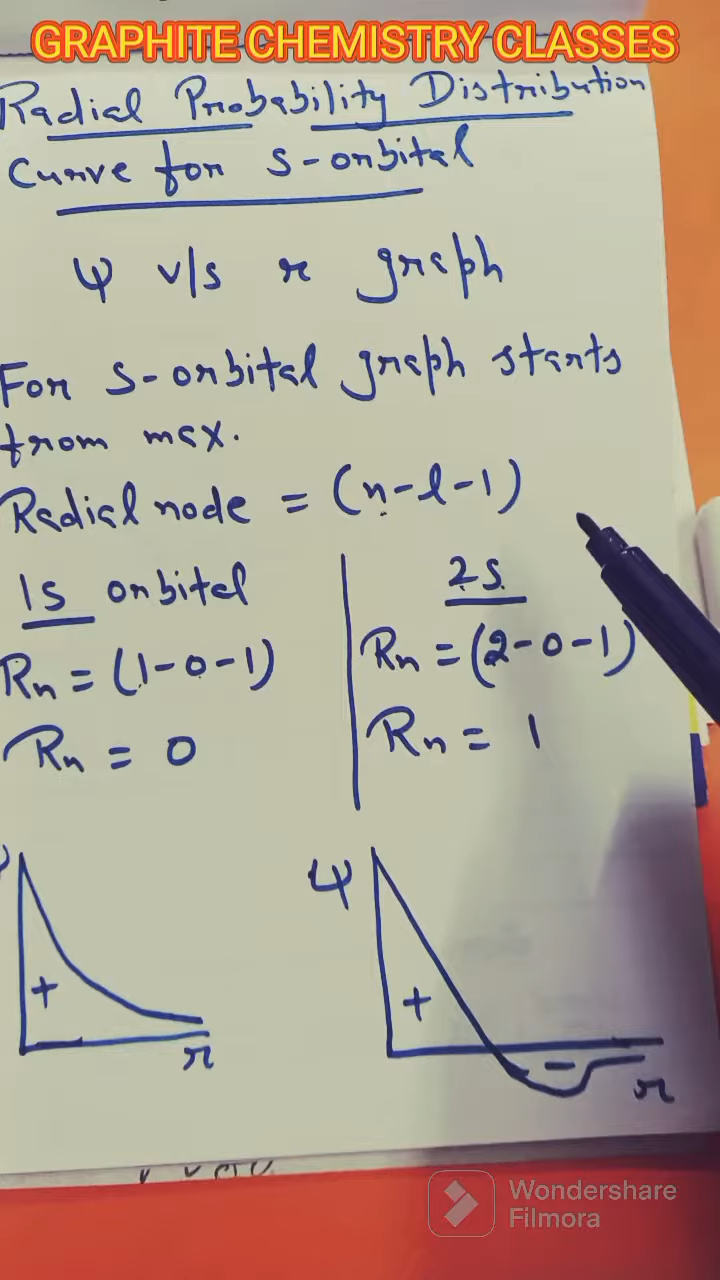 GRAPHITE CHEMISTRY CLASSES
Radial Probability Distribution
Curve for s-orbital
ψ v/s r graph
For s-orbital graph starts
from max.
Radial node = (n-l-1)
1s orbital
Rn = (1-0-1)
Rn = 0
2s
Rn = (2-0-1)
Rn = 1
+
r
ψ
+
-
r
Wondershare
Filmora